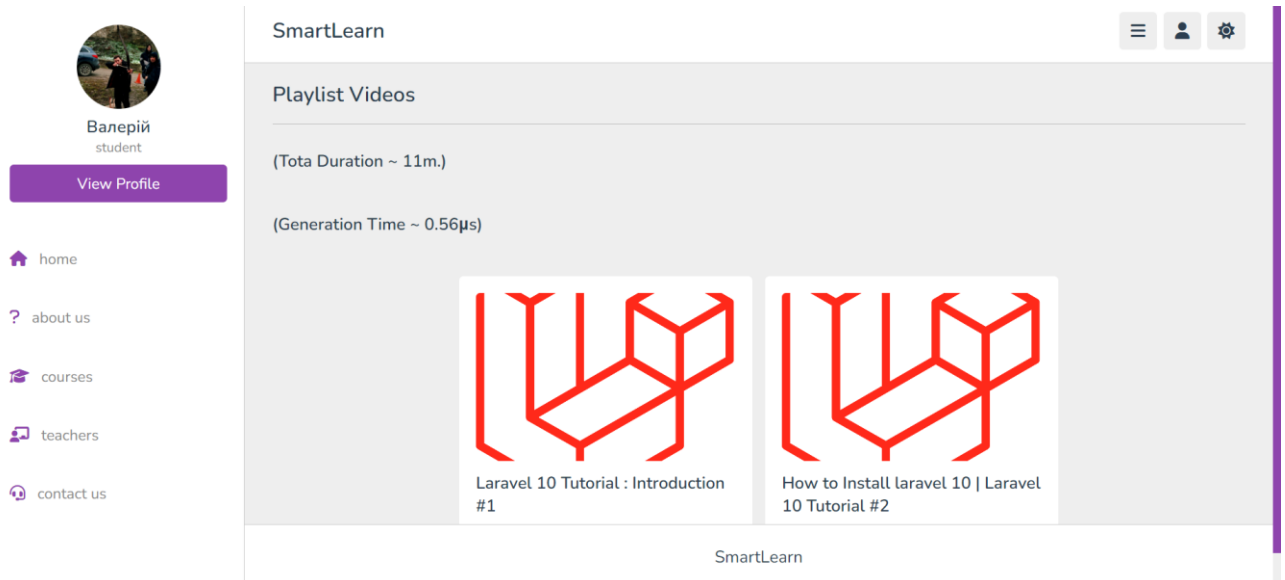 SmartLearn
Валерій
student
View Profile
home
about us
courses
teachers
contact us
Playlist Videos
(Tota Duration ~ 11m.)
(Generation Time ~ 0.56μs)
Laravel 10 Tutorial : Introduction
#1
How to Install laravel 10 | Laravel
10 Tutorial #2
SmartLearn